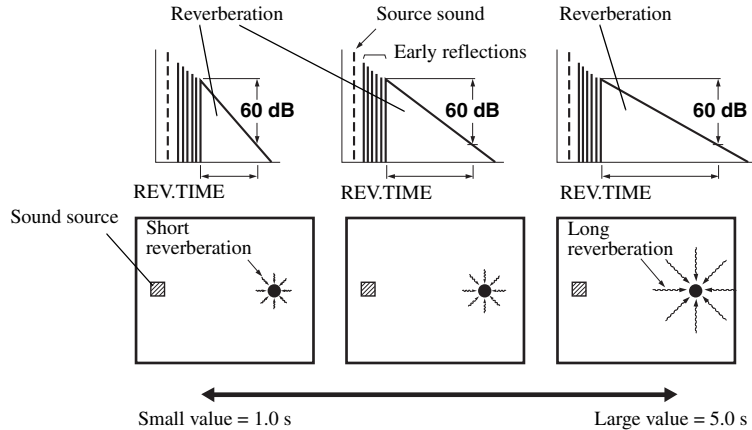 Reverberation
Source sound
Reverberation
Early reflections
60 dB
60 dB
60 dB
REV.TIME
REV.TIME
REV.TIME
Sound source
Short
reverberation
Long
reverberation
Small value = 1.0 s
Large value = 5.0 s